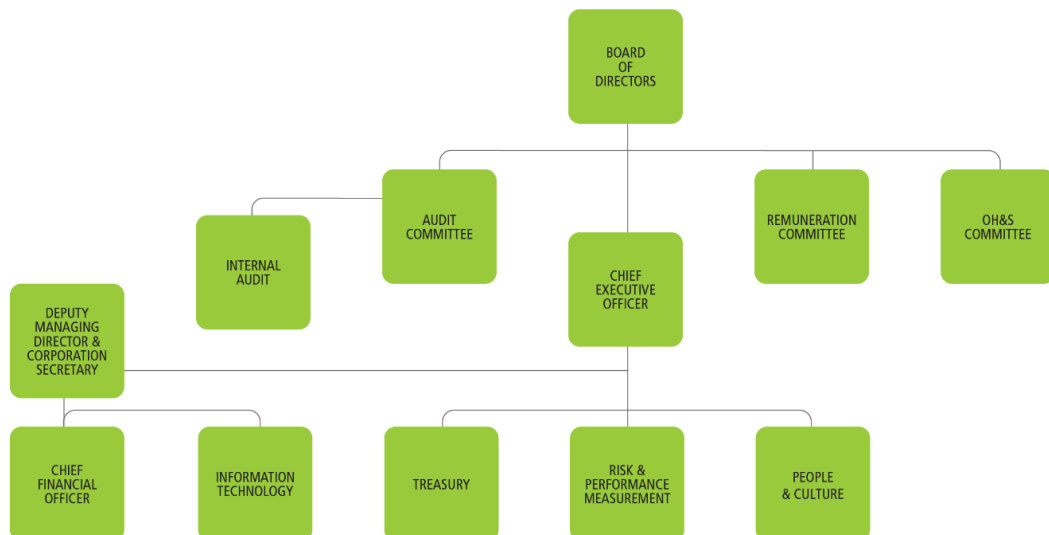 BOARD
OF
DIRECTORS
AUDIT
COMMITTEE
REMUNERATION
COMMITTEE
OH&S
COMMITTEE
INTERNAL
AUDIT
CHIEF
EXECUTIVE
OFFICER
DEPUTY
MANAGING
DIRECTOR &
CORPORATION
SECRETARY
CHIEF
FINANCIAL
OFFICER
INFORMATION
TECHNOLOGY
TREASURY
RISK &
PERFORMANCE
MEASUREMENT
PEOPLE
& CULTURE